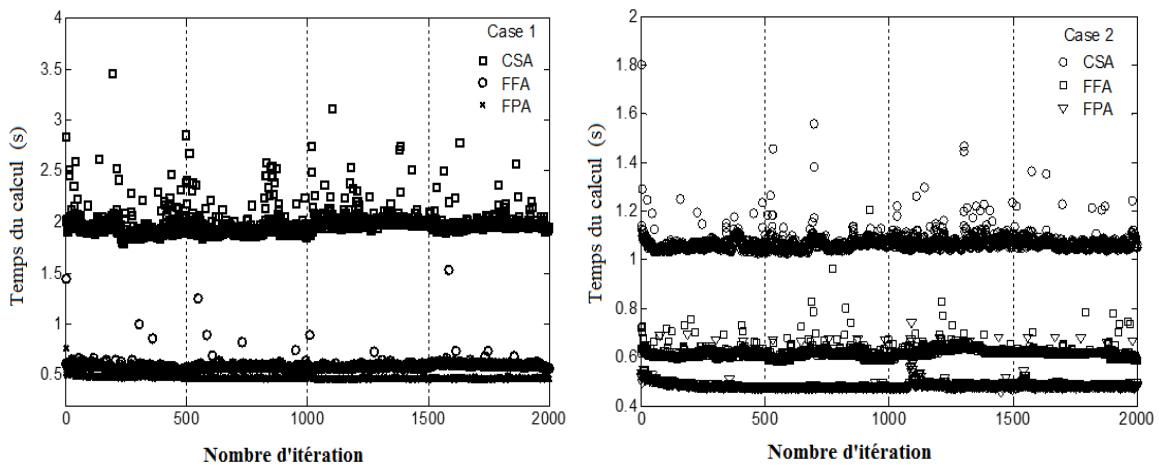 Case 1
CSA
FFA
FPA
4
3.5
3
2.5
2
1.5
1
0.5
0
500
1000
1500
2000
Temps du calcul (s)
Nombre d'itération
Case 2
CSA
FFA
FPA
2
1.8
1.6
1.4
1.2
1
0.8
0.6
0.4
0
500
1000
1500
2000
Temps du calcul (s)
Nombre d'itération